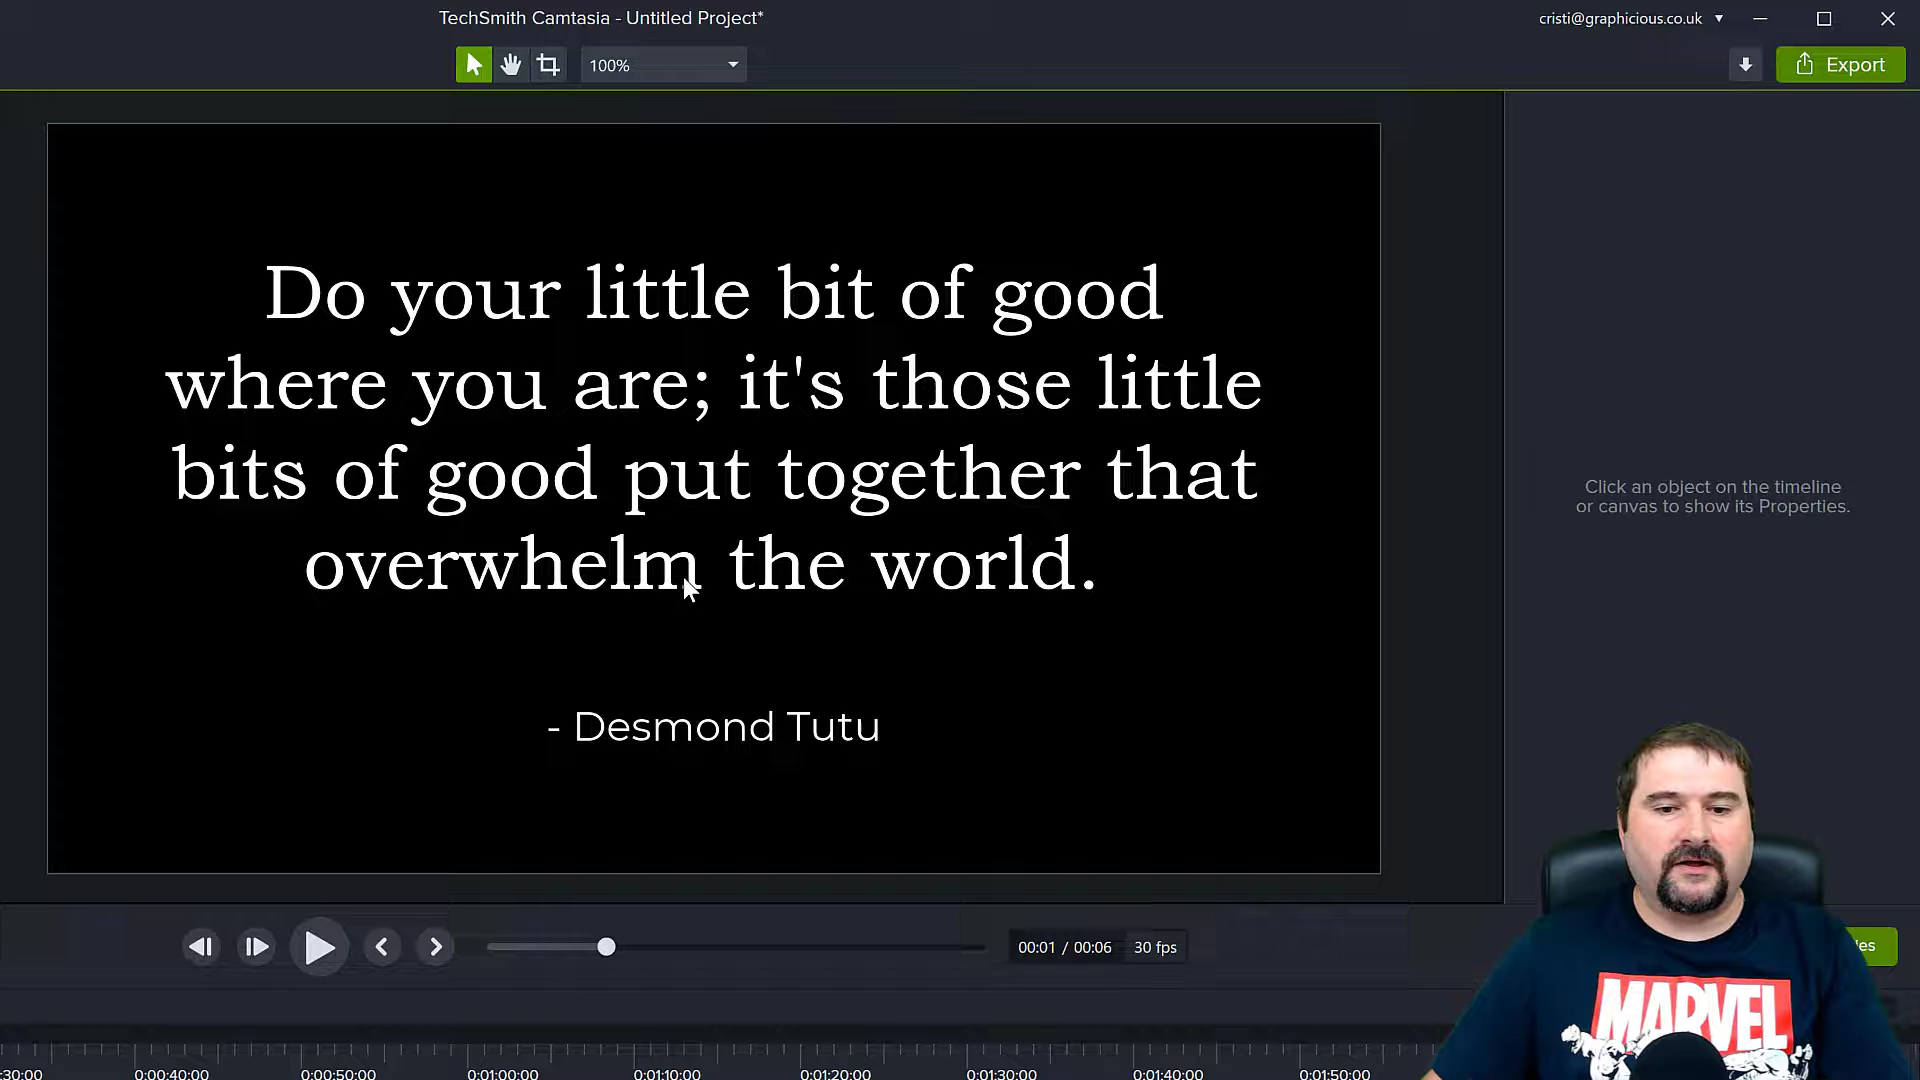 TechSmith Camtasia - Untitled Project*
cristi@graphicious.co.uk
100%
Export
Do your little bit of good
where you are; it's those little
bits of good put together that
overwhelm the world.
- Desmond Tutu
Click an object on the timeline
or canvas to show its Properties.
00:01 / 00:06
30 fps
MARVEL
:30:00
0:00:40:00
0:00:50:00
0:01:00:00
0:01:10:00
0:01:20:00
0:01:30:00
0:01:40:00
0:01:50:00